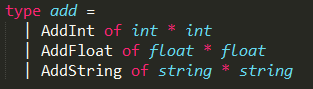 type add =
| AddInt of int * int
| AddFloat of float * float
| AddString of string * string